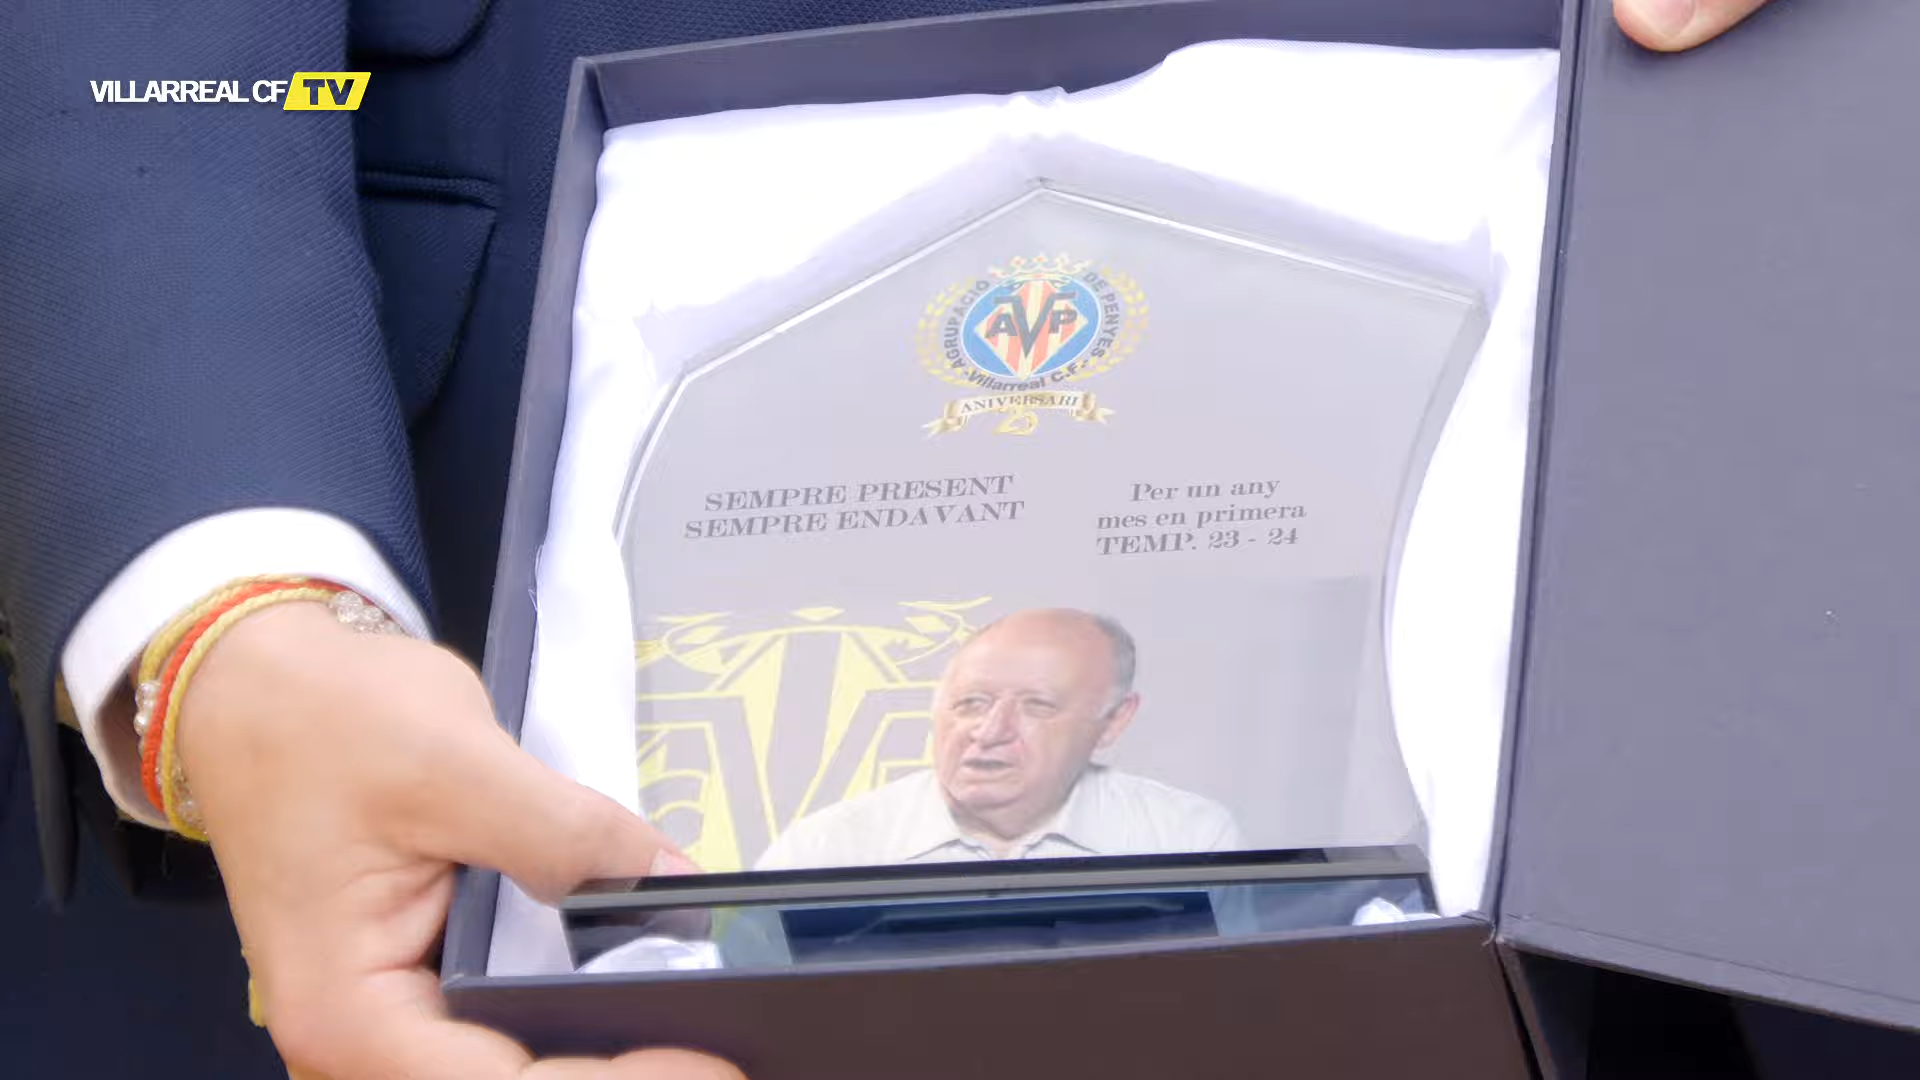 VILLARREAL CF TV
AGRUPACIÓ DE PENYES
AVP
-Villarreal C.F.-
ANIVERSARI
25
SEMPRE PRESENT
SEMPRE ENDAVANT
Per un any
mes en primera
TEMP. 23 - 24